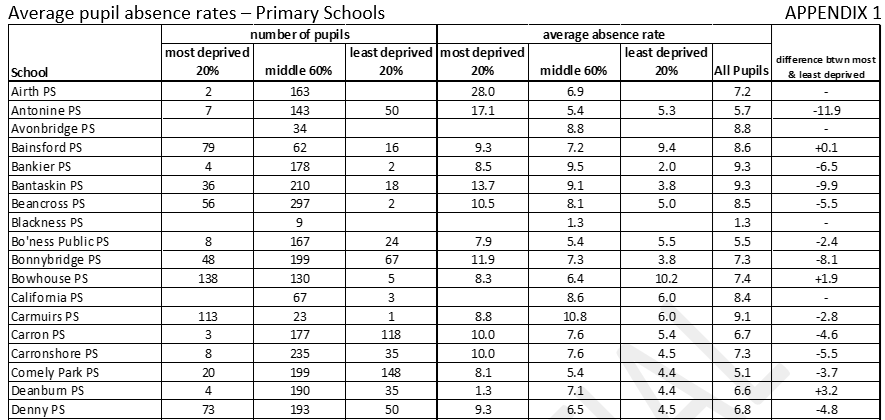 Average pupil absence rates – Primary Schools APPENDIX 1
number of pupils average absence rate
School most deprived 20% middle 60% least deprived 20% most deprived 20% middle 60% least deprived 20% All Pupils difference btwn most & least deprived
Airth PS 2 163 28.0 6.9 7.2 -
Antonine PS 7 143 50 17.1 5.4 5.3 5.7 -11.9
Avonbridge PS 34 8.8 8.8 -
Bainsford PS 79 62 16 9.3 7.2 9.4 8.6 +0.1
Bankier PS 4 178 2 8.5 9.5 2.0 9.3 -6.5
Bantaskin PS 36 210 18 13.7 9.1 3.8 9.3 -9.9
Beancross PS 56 297 2 10.5 8.1 5.0 8.5 -5.5
Blackness PS 9 1.3 1.3 -
Bo'ness Public PS 8 167 24 7.9 5.4 5.5 5.5 -2.4
Bonnybridge PS 48 199 67 11.9 7.3 3.8 7.3 -8.1
Bowhouse PS 138 130 5 8.3 6.4 10.2 7.4 +1.9
California PS 67 3 8.6 6.0 8.4 -
Carmuirs PS 113 23 1 8.8 10.8 6.0 9.1 -2.8
Carron PS 3 177 118 10.0 7.6 5.4 6.7 -4.6
Carronshore PS 8 235 35 10.0 7.6 4.5 7.3 -5.5
Comely Park PS 20 199 148 8.1 5.4 4.4 5.1 -3.7
Deanburn PS 4 190 35 1.3 7.1 4.4 6.6 +3.2
Denny PS 73 193 50 9.3 6.5 4.5 6.8 -4.8